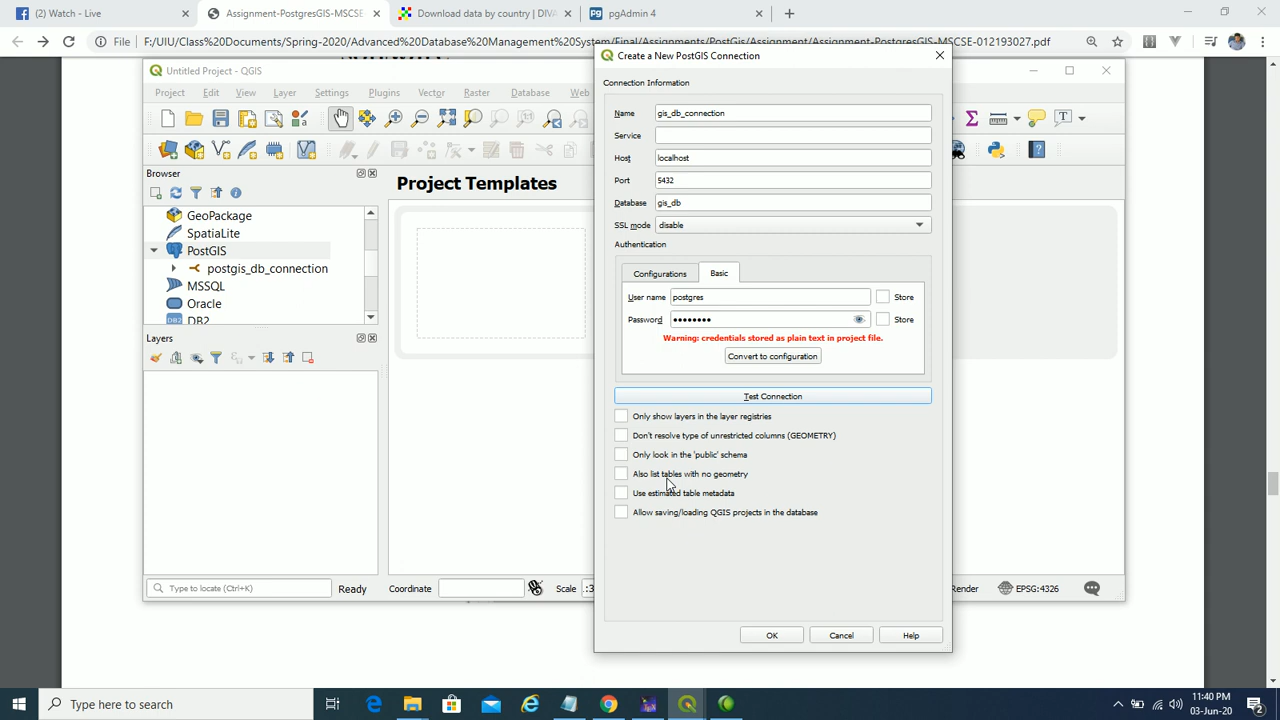 (2) Watch - Live
Assignment-PostgresGIS-MSCSE-
Download data by country | DIVA
pgAdmin 4
File F:/UIU/Class%20Documents/Spring-2020/Advanced%20Database%20Management%20System/Final/Assignments/PostGis/Assignment/Assignment-PostgresGIS-MSCSE-012193027-.pdf
Untitled Project - QGIS
Project Edit View Layer Settings Plugins Vector Raster Database Web
Browser
GeoPackage
SpatiaLite
PostGIS
postgis_db_connection
MSSQL
Oracle
DB2
Layers
Project Templates
Type to locate (Ctrl+K) Ready Coordinate Scale :3 Render EPSG:4326
Create a New PostGIS Connection
Connection Information
Name gis_db_connection
Service
Host localhost
Port 5432
Database gis_db
SSL mode disable
Authentication
Configurations Basic
User name postgres Store
Password ●●●●●●●● Store
Warning: credentials stored as plain text in project file.
Convert to configuration
Test Connection
Only show layers in the layer registries
Don't resolve type of unrestricted columns (GEOMETRY)
Only look in the 'public' schema
Also list tables with no geometry
Use estimated table metadata
Allow saving/loading QGIS projects in the database
OK Cancel Help
Type here to search
11:40 PM
03-Jun-20
2